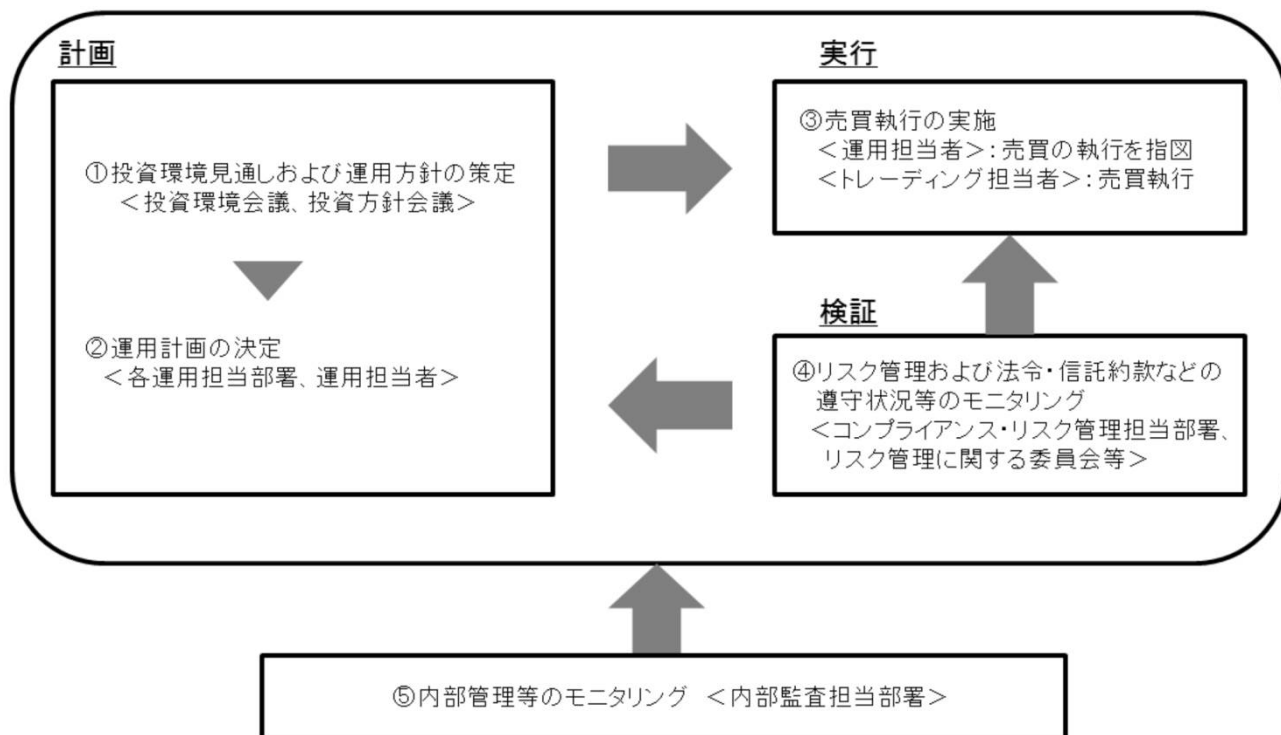 計画
①投資環境見通しおよび運用方針の策定
＜投資環境会議、投資方針会議＞
②運用計画の決定
＜各運用担当部署、運用担当者＞
実行
③売買執行の実施
＜運用担当者＞：売買の執行を指図
＜トレーディング担当者＞：売買執行
検証
④リスク管理および法令・信託約款などの
遵守状況等のモニタリング
＜コンプライアンス・リスク管理担当部署、
リスク管理に関する委員会等＞
⑤内部管理等のモニタリング ＜内部監査担当部署＞